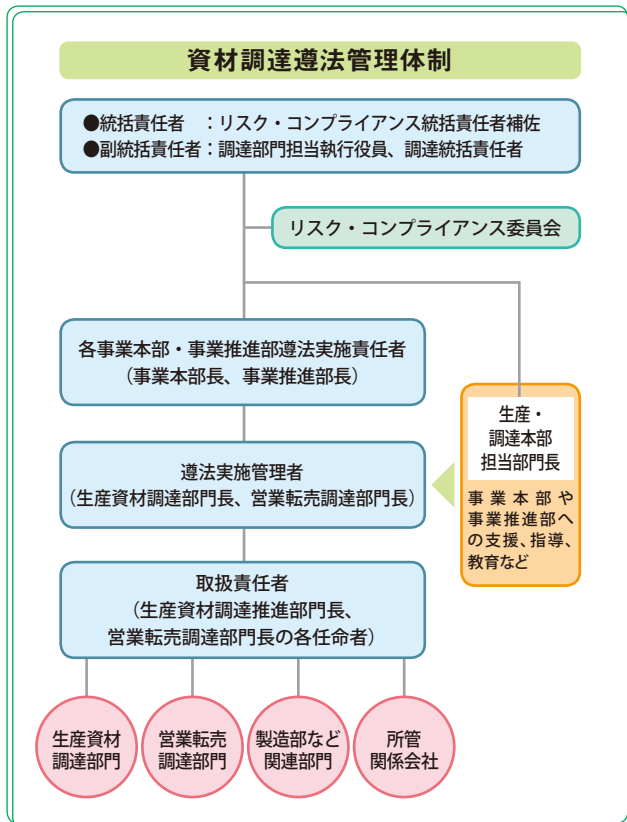 資材調達遵法管理体制
●統括責任者　：リスク・コンプライアンス統括責任者補佐
●副統括責任者：調達部門担当執行役員、調達統括責任者
リスク・コンプライアンス委員会
各事業本部・事業推進部遵法実施責任者
（事業本部長、事業推進部長）
生産・
調達本部
担当部門長
事業本部や
事業推進部へ
の支援、指導、
教育など
遵法実施管理者
（生産資材調達部門長、営業転売調達部門長）
取扱責任者
（生産資材調達推進部門長、
営業転売調達部門長の各任命者）
生産資材
調達部門
営業転売
調達部門
製造部など
関連部門
所管
関係会社